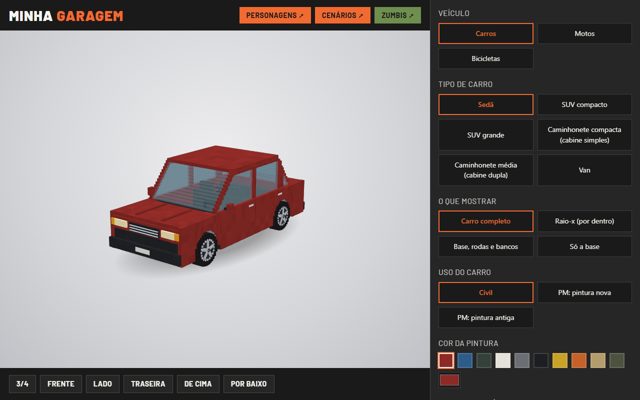 MINHA GARAGEM
PERSONAGENS ↗
CENÁRIOS ↗
ZUMBIS ↗
3/4
FRENTE
LADO
TRASEIRA
DE CIMA
POR BAIXO
VEÍCULO
Carros
Motos
Bicicletas
TIPO DE CARRO
Sedã
SUV compacto
SUV grande
Caminhonete compacta
(cabine simples)
Caminhonete média
(cabine dupla)
Van
O QUE MOSTRAR
Carro completo
Raio-x (por dentro)
Base, rodas e bancos
Só a base
USO DO CARRO
Civil
PM: pintura nova
PM: pintura antiga
COR DA PINTURA